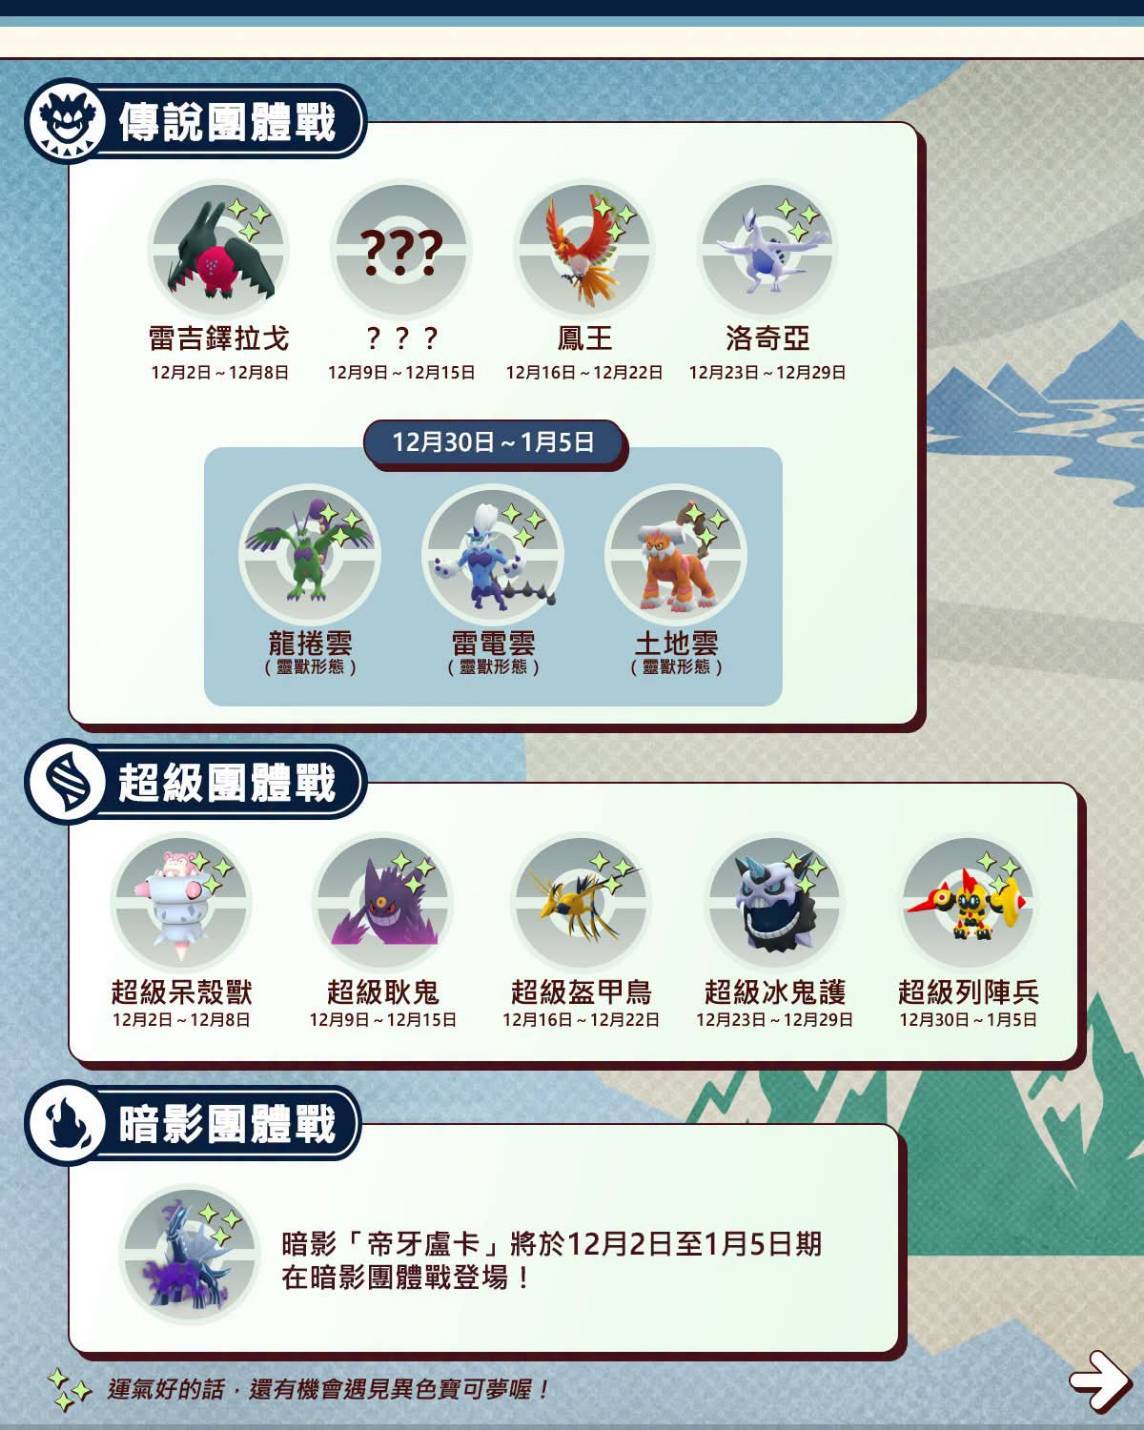 傳說團體戰
???
雷吉鐸拉戈
？？？
鳳王
洛奇亞
12月2日～12月8日
12月9日～12月15日
12月16日～12月22日
12月23日～12月29日
12月30日～1月5日
龍捲雲
（靈獸形態）
雷電雲
（靈獸形態）
土地雲
（靈獸形態）
超級團體戰
超級呆殼獸
12月2日～12月8日
超級耿鬼
12月9日～12月15日
超級盔甲鳥
12月16日～12月22日
超級冰鬼護
12月23日～12月29日
超級列陣兵
12月30日～1月5日
暗影團體戰
暗影「帝牙盧卡」將於12月2日至1月5日期
在暗影團體戰登場！
運氣好的話，還有機會遇見異色寶可夢喔！